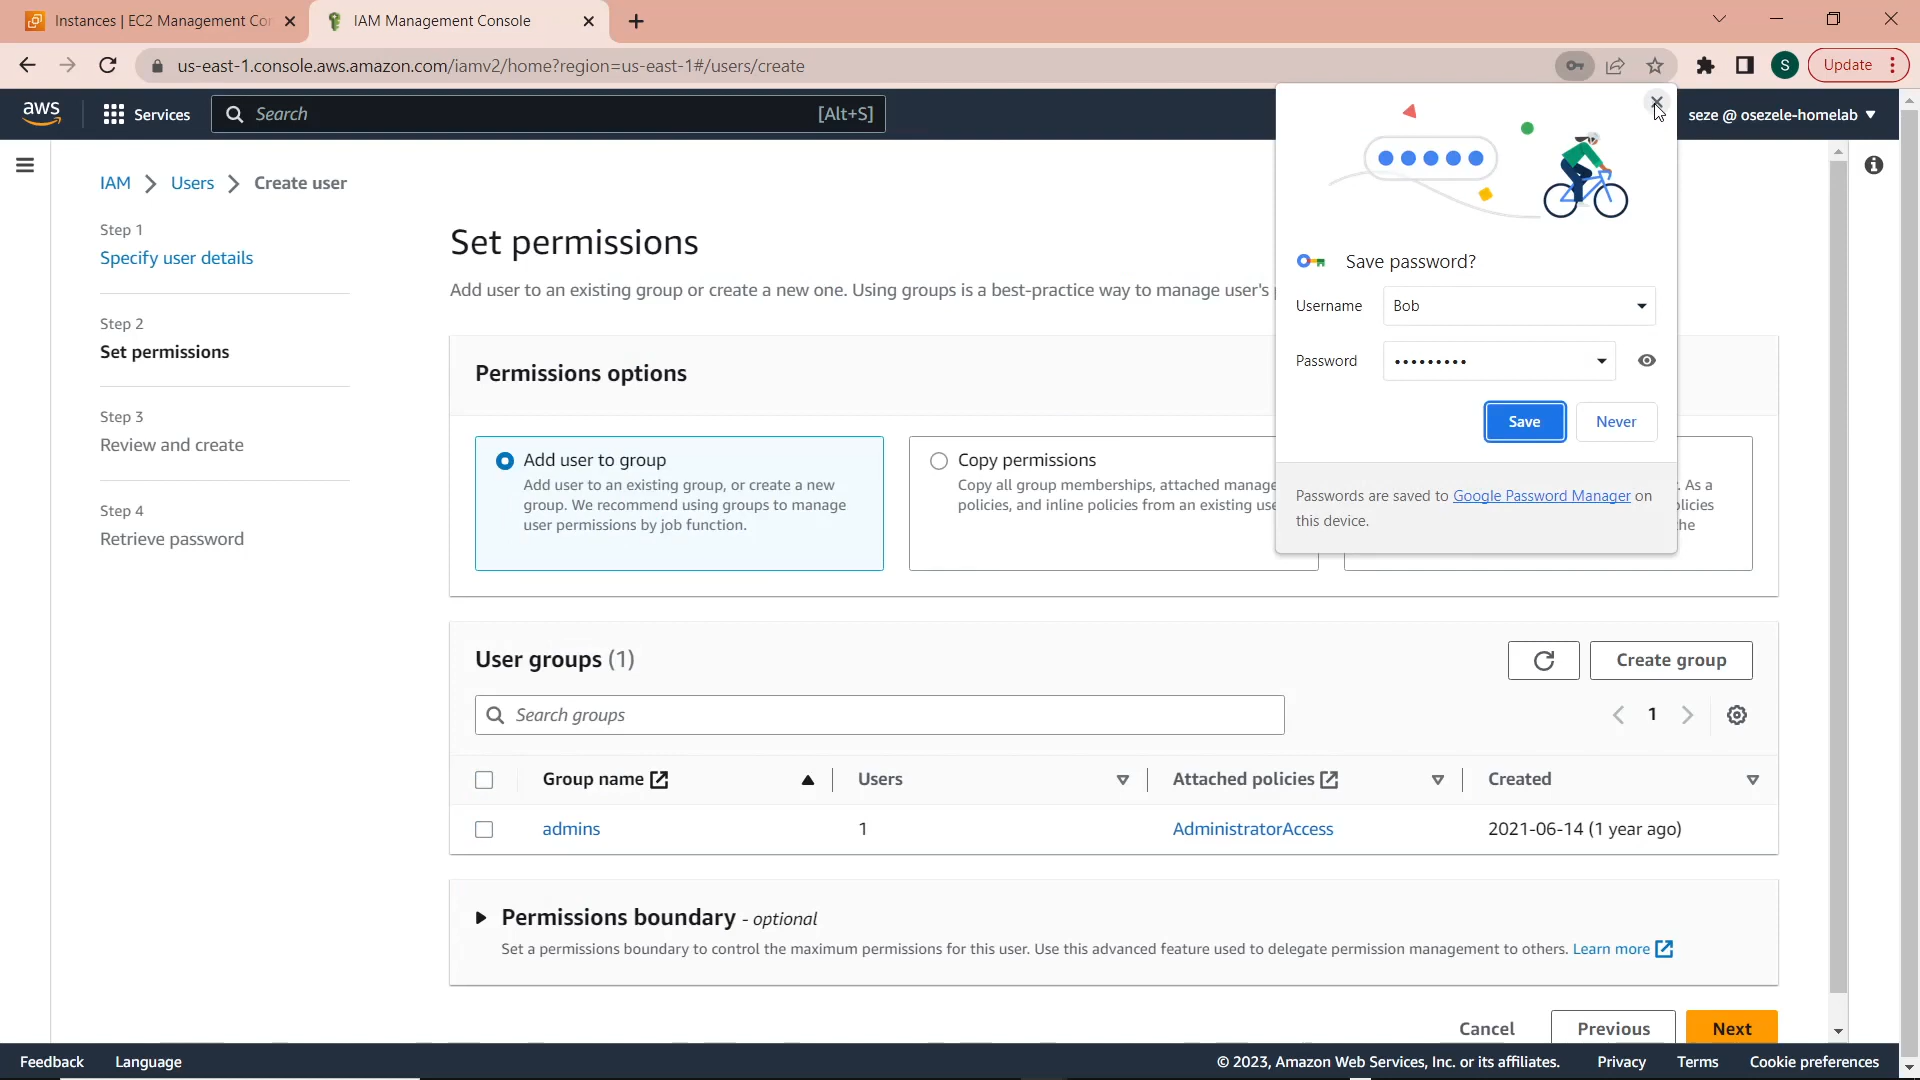 Instances | EC2 Management Con
IAM Management Console
us-east-1.console.aws.amazon.com/iamv2/home?region=us-east-1#/users/create
S
Update
aws
Services
Search
[Alt+S]
seze @ osezele-homelab
IAM
Users
Create user
Step 1
Specify user details
Step 2
Set permissions
Step 3
Review and create
Step 4
Retrieve password
Set permissions
Add user to an existing group or create a new one. Using groups is a best-practice way to manage user's
Permissions options
Add user to group
Add user to an existing group, or create a new
group. We recommend using groups to manage
user permissions by job function.
Copy permissions
Copy all group memberships, attached manage
policies, and inline policies from an existing use
. As a
olicies
the
Save password?
Username
Bob
Password
•••••••••
Save
Never
Passwords are saved to Google Password Manager on
this device.
User groups (1)
Create group
Search groups
1
Group name
Users
Attached policies
Created
admins
1
AdministratorAccess
2021-06-14 (1 year ago)
Permissions boundary - optional
Set a permissions boundary to control the maximum permissions for this user. Use this advanced feature used to delegate permission management to others. Learn more
Cancel
Previous
Next
Feedback
Language
© 2023, Amazon Web Services, Inc. or its affiliates.
Privacy
Terms
Cookie preferences